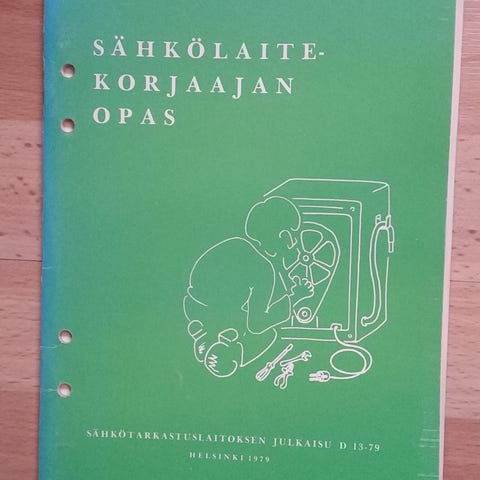 SÄHKÖLAITE-
KORJAAJAN
OPAS
SÄHKÖTARKASTUSLAITOKSEN JULKAISU D 13-79
HELSINKI 1979